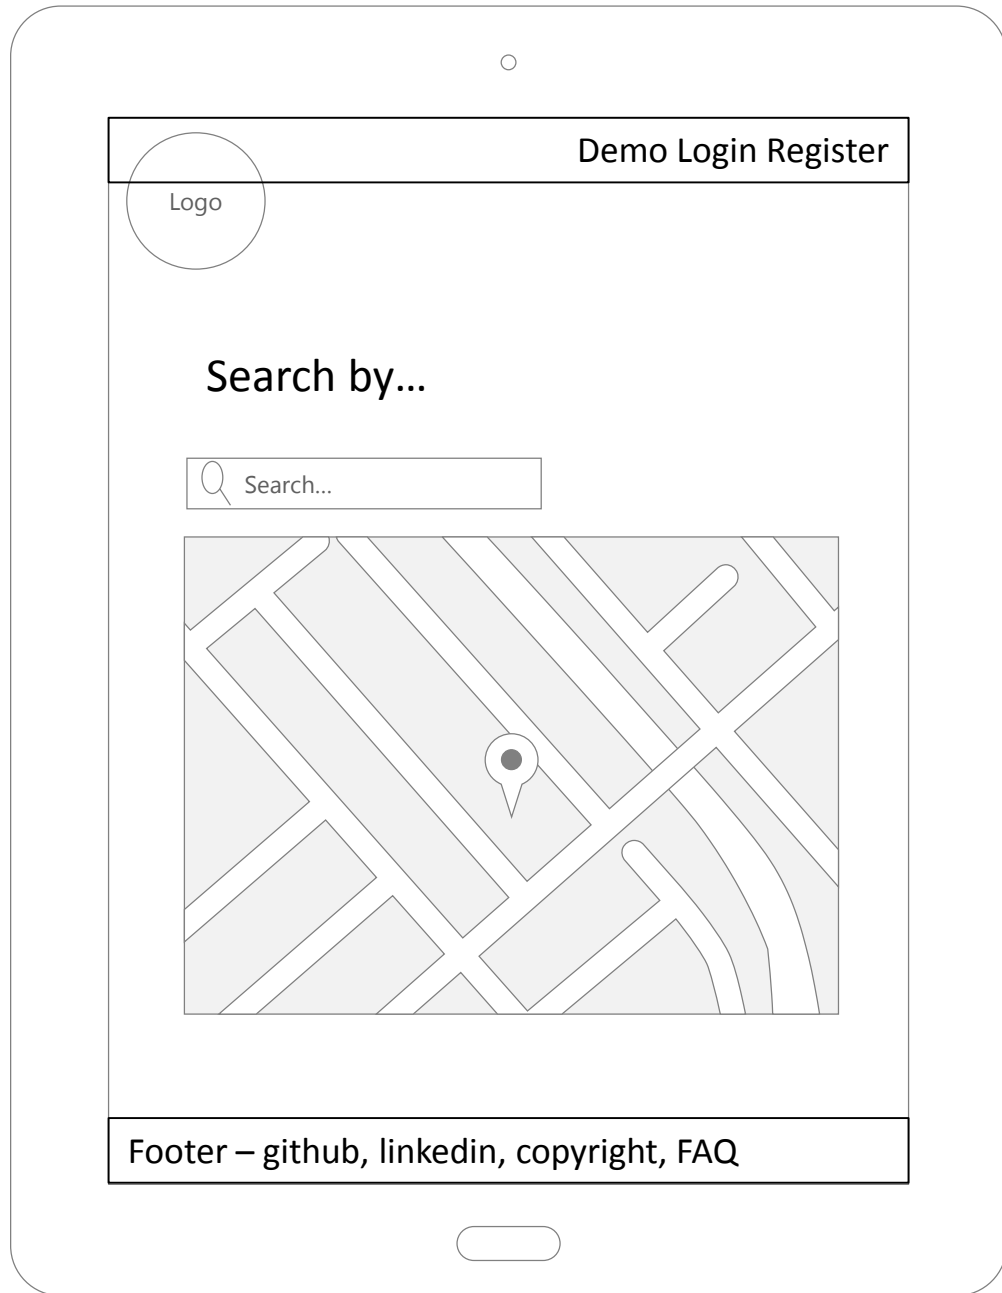 Demo Login Register
Logo
Search by...
Search...
Footer – github, linkedin, copyright, FAQ